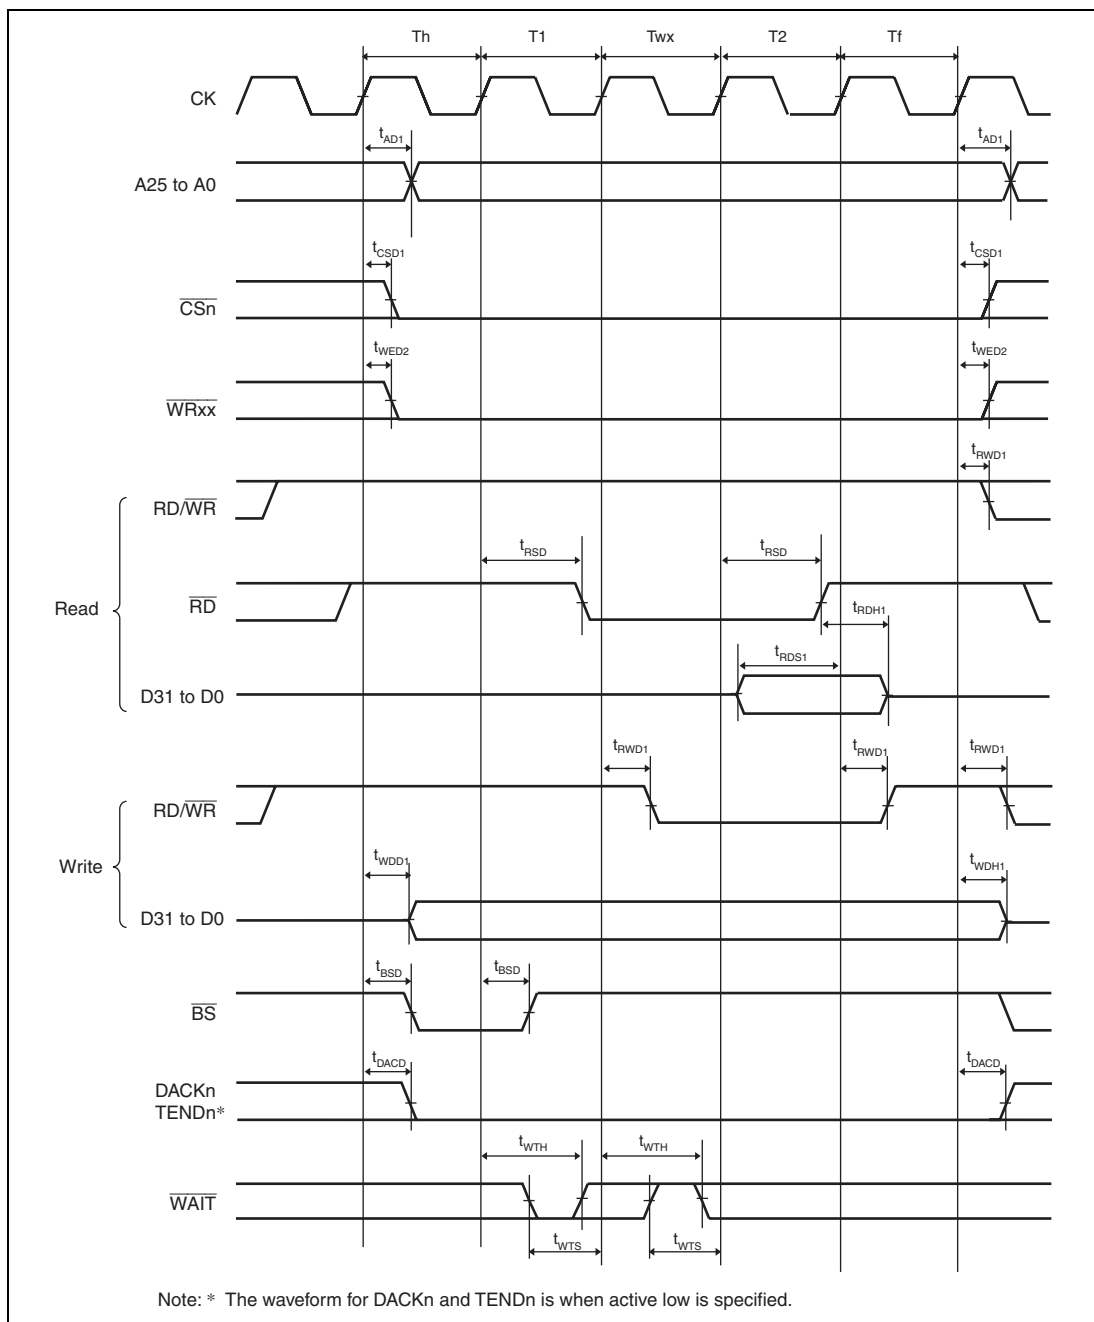 Th T1 Twx T2 Tf
CK
tAD1 tAD1
A25 to A0
tCSD1 tCSD1
CSn
tWED2 tWED2
WRxx
tRWD1
RD/WR
tRSD tRSD
Read
RD
tRDH1
tRDS1
D31 to D0
tRWD1 tRWD1 tRWD1
RD/WR
Write
tWDD1 tWDH1
D31 to D0
tBSD tBSD
BS
tDACD tDACD
DACKn
TENDn*
tWTH tWTH
WAIT
tWTS tWTS
Note: * The waveform for DACKn and TENDn is when active low is specified.